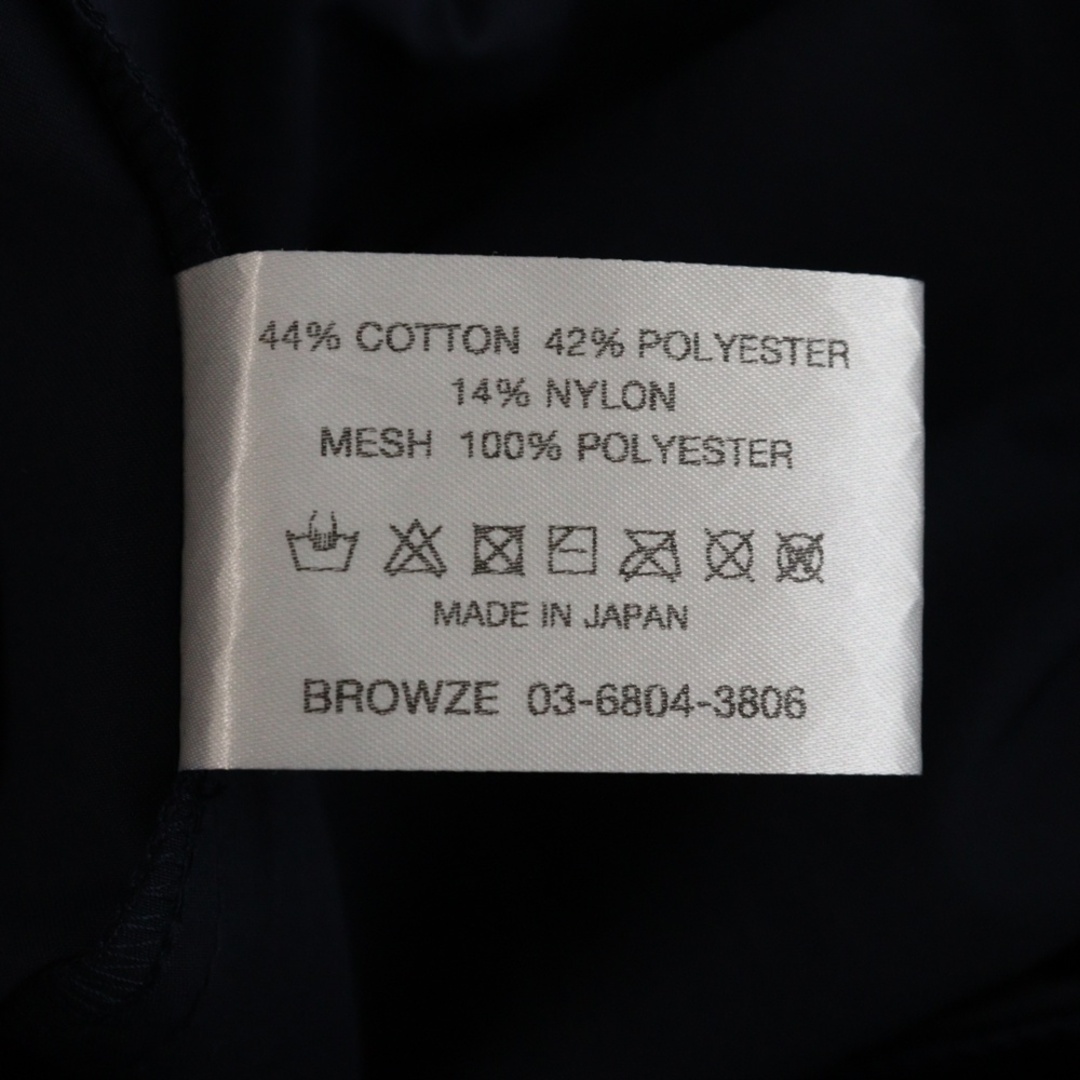 44% COTTON 42% POLYESTER
14% NYLON
MESH 100% POLYESTER
W
MADE IN JAPAN
BROWZE 03-6804-3806